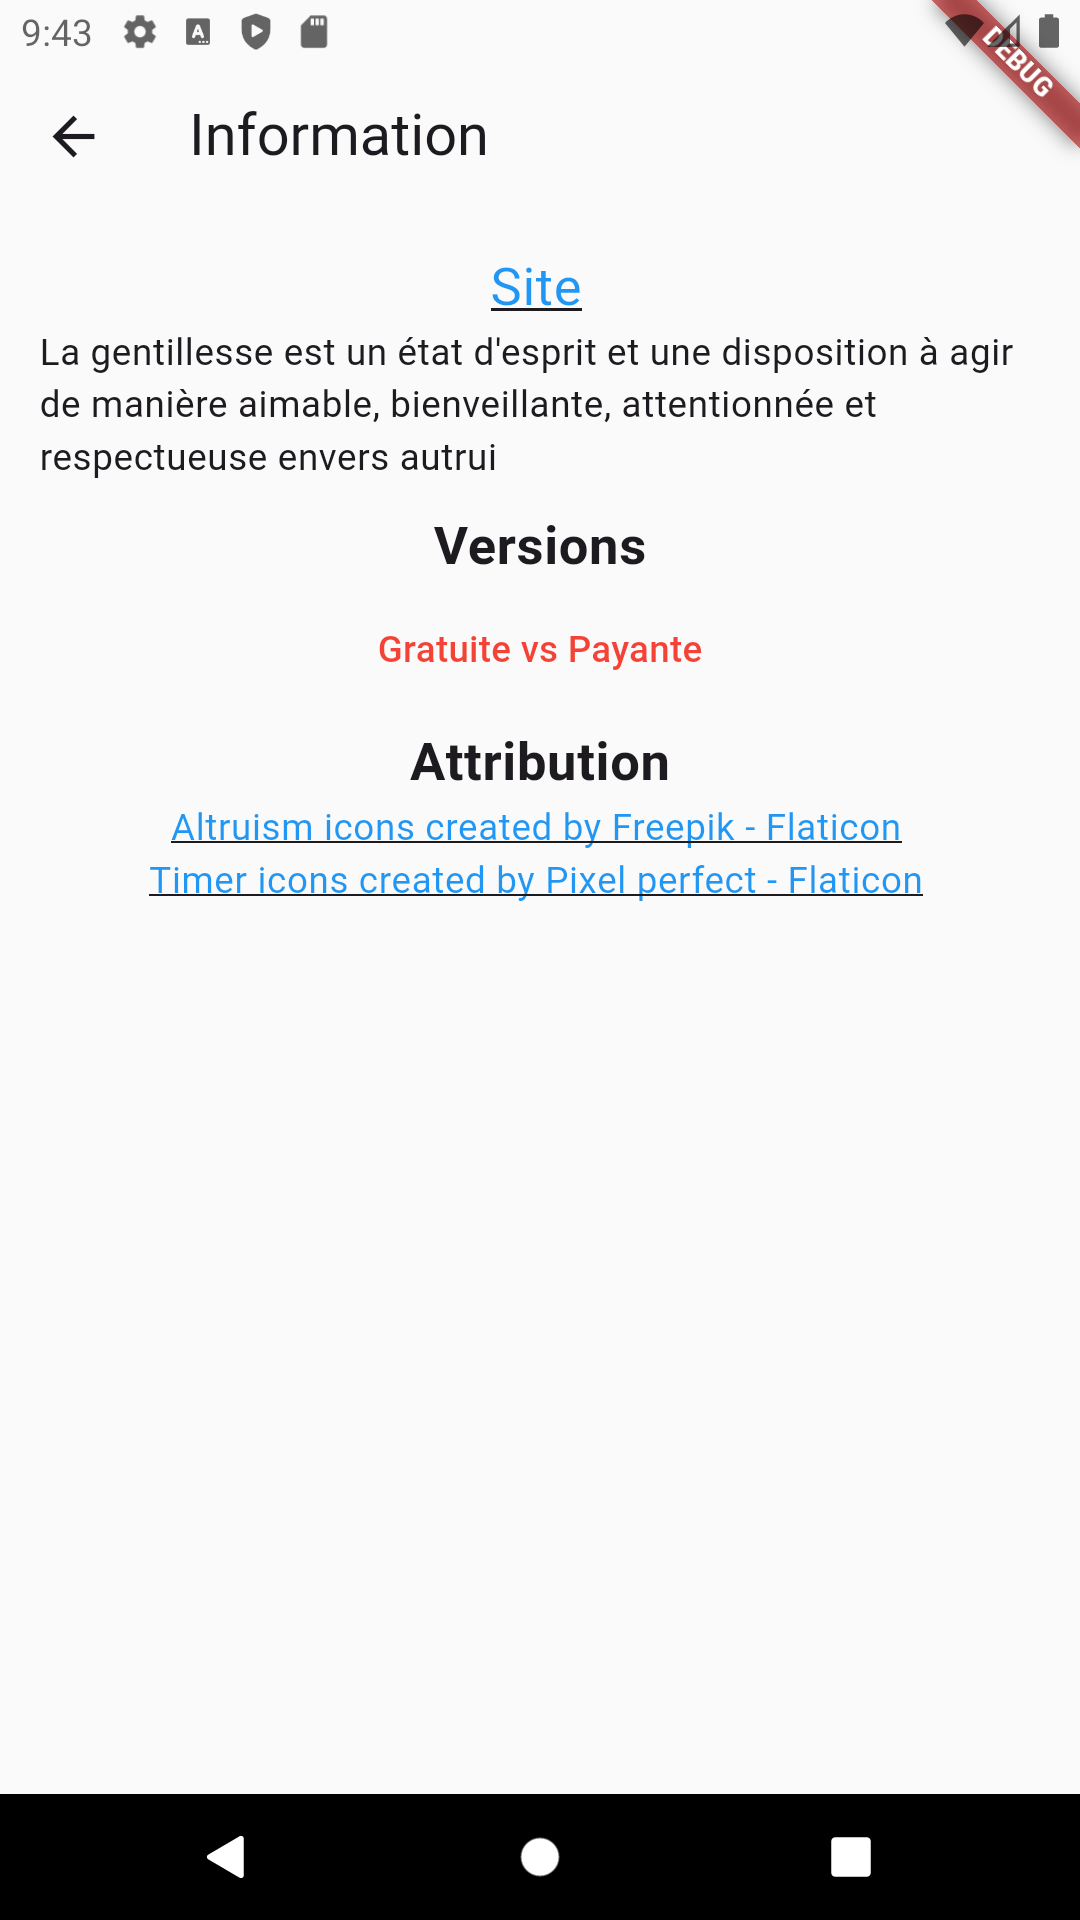 9:43
DEBUG
Information
Site
La gentillesse est un état d'esprit et une disposition à agir
de manière aimable, bienveillante, attentionnée et
respectueuse envers autrui
Versions
Gratuite vs Payante
Attribution
Altruism icons created by Freepik - Flaticon
Timer icons created by Pixel perfect - Flaticon